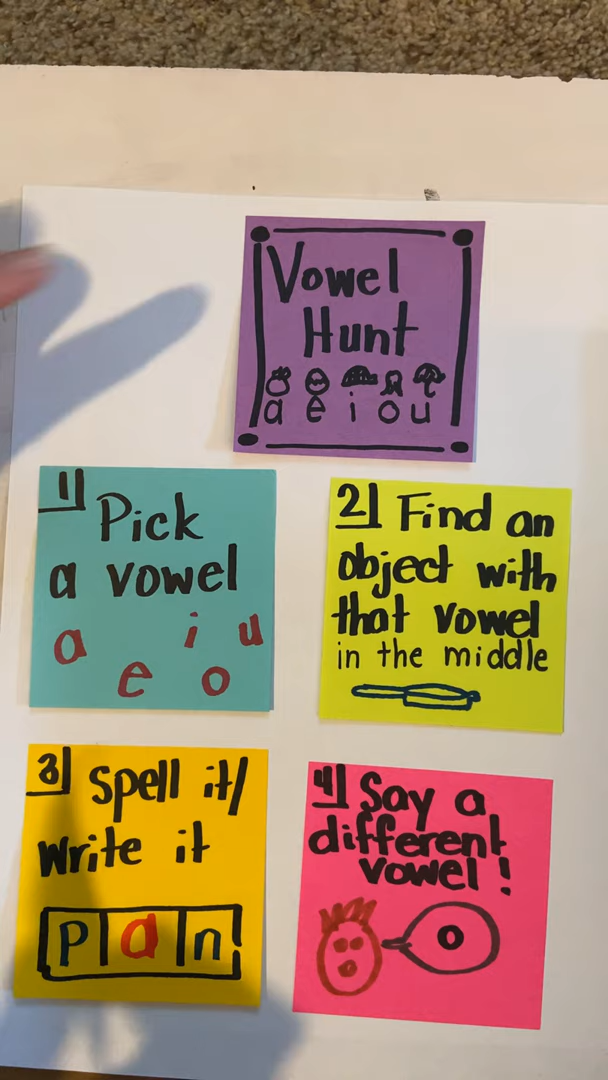 Vowel
Hunt
a e i o u
1 Pick
a vowel
a e i o u
2 Find an
object with
that vowel
in the middle
3 Spell it/
Write it
p a n
4 Say a
different
vowel!
o